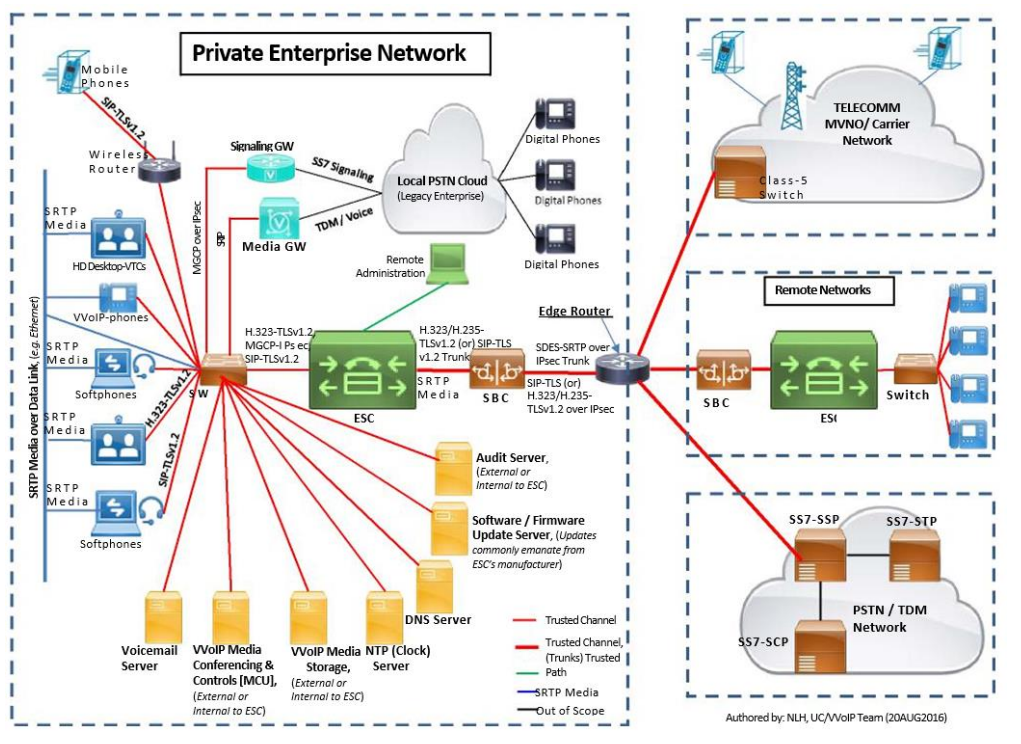 Private Enterprise Network
Mobile
Phones
SIP-TLSv1.2
Wireless
Router
Signaling GW
SS7 Signaling
Local PSTN Cloud
(Legacy Enterprise)
TDM / Voice
Media GW
MGCP over IPsec
Digital Phones
Digital Phones
Digital Phones
TELECOMM
MVNO/ Carrier
Network
Class-5
Switch
SRTP
Media
HD Desktop-VTCs
VVoIP-phones
SRTP
Media
Softphones
SRTP
Media
SRTP
Media
Softphones
SRTP Media over Data Link, (e.g. Ethernet)
H.323-TLSv1.2
SIP-TLSv1.2
SW
Remote
Administration
H.323-TLSv1.2,
MGCP-I Ps ec,
SIP-TLSv1.2
ESC
H.323/H.235-
TLSv1.2 (or) SIP-TLS
v1.2 Trunk
SRTP
Media
SBC
Edge Router
SDES-SRTP over
IPsec Trunk
SIP-TLS (or)
H.323/H.235-
TLSv1.2 over IPsec
Remote Networks
SBC
ES(
Switch
Audit Server,
(External or
Internal to ESC)
Software / Firmware
Update Server, (Updates
commonly emanate from
ESC's manufacturer)
DNS Server
NTP (Clock)
Server
VVoIP Media
Storage,
(External or
Internal to ESC)
VVoIP Media
Conferencing &
Controls [MCU],
(External or
Internal to ESC)
Voicemail
Server
Trusted Channel
Trusted Channel,
(Trunks) Trusted
Path
SRTP Media
Out of Scope
SS7-SSP
SS7-STP
SS7-SCP
PSTN / TDM
Network
Authored by: NLH, UC/VVoIP Team (20AUG2016)